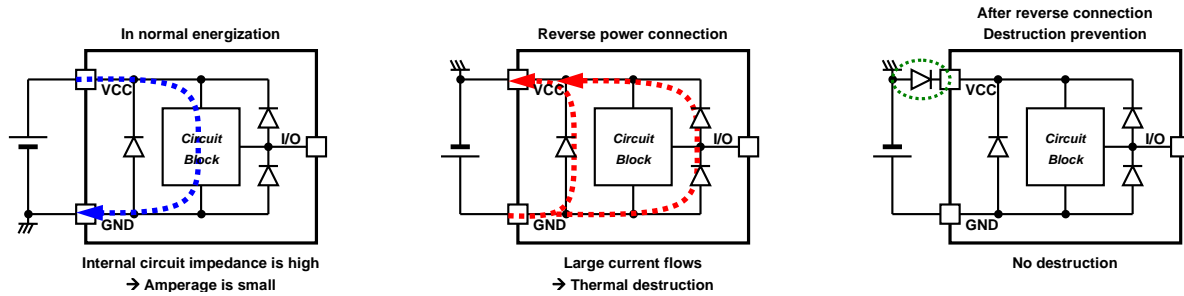 In normal energization
VCC
Circuit
Block
I/O
GND
Internal circuit impedance is high
→ Amperage is small
Reverse power connection
VCC
Circuit
Block
I/O
GND
Large current flows
→ Thermal destruction
After reverse connection
Destruction prevention
VCC
Circuit
Block
I/O
GND
No destruction